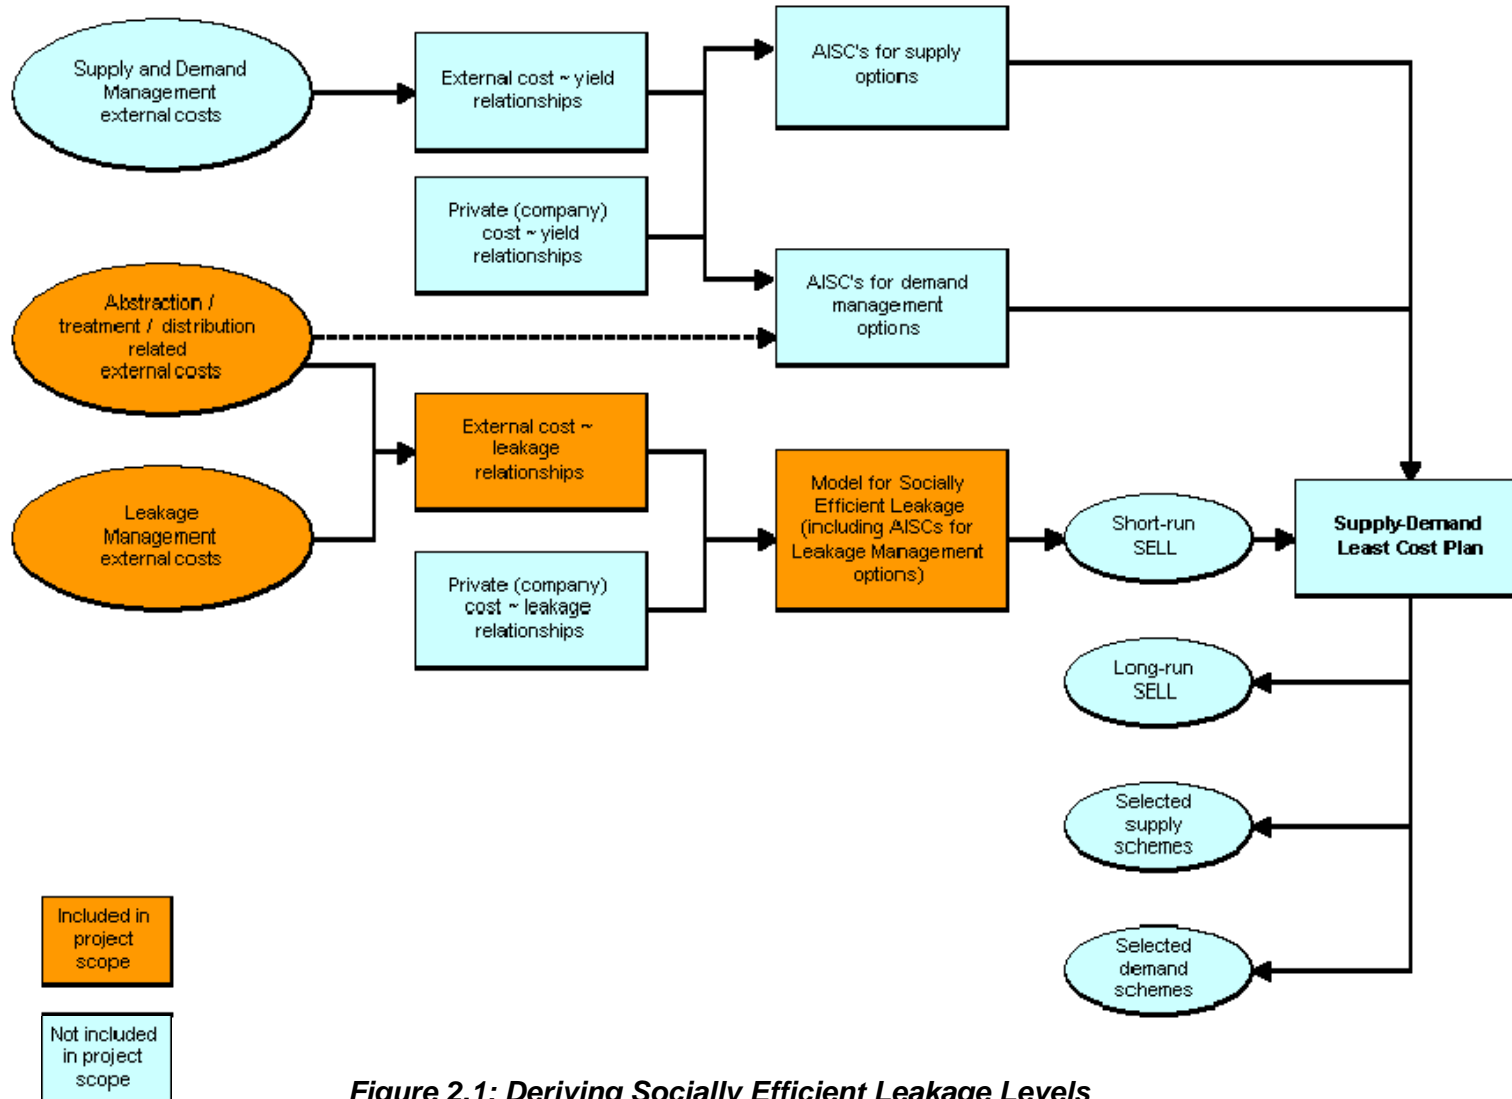 Supply and Demand
Management
external costs
External cost ~ yield
relationships
AISC's for supply
options
Private (company)
cost ~ yield
relationships
AISC's for demand
management
options
Abstraction /
treatment / distribution
related
external costs
External cost ~
leakage
relationships
Leakage
Management
external costs
Private (company)
cost ~ leakage
relationships
Model for Socially
Efficient Leakage
(including AISCs for
Leakage Management
options)
Short-run
SELL
Supply-Demand
Least Cost Plan
Long-run
SELL
Selected
supply
schemes
Selected
demand
schemes
Included in
project
scope
Not included
in project
scope
Figure 2.1: Deriving Socially Efficient Leakage Levels